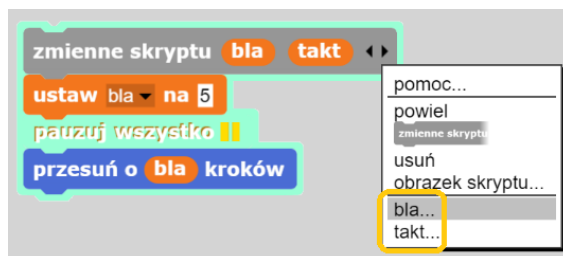 zmienne skryptu bla takt
ustaw bla na 5
pauzuj wszystko
przesuń o bla kroków
pomoc...
powiel
zmienne skryptu
usuń
obrazek skryptu...
bla...
takt...